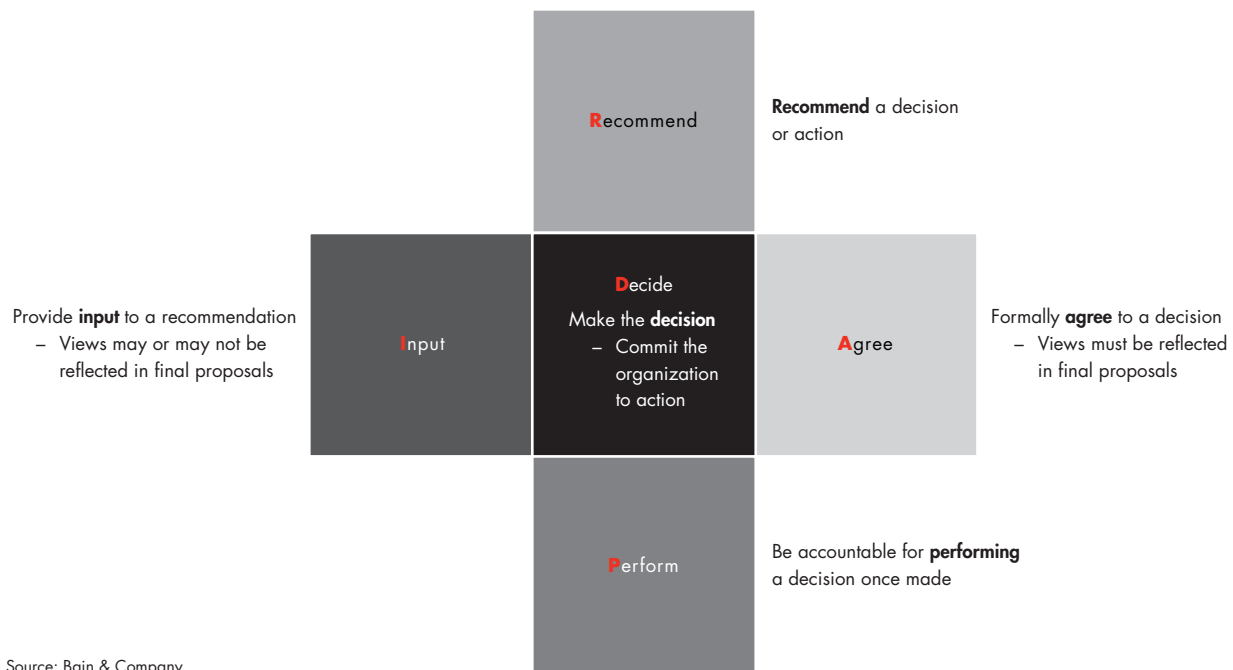 Recommend
Recommend a decision
or action
Provide input to a recommendation
– Views may or may not be
reflected in final proposals
Input
Decide
Make the decision
– Commit the
organization
to action
Agree
Formally agree to a decision
– Views must be reflected
in final proposals
Perform
Be accountable for performing
a decision once made
Source: Bain & Company